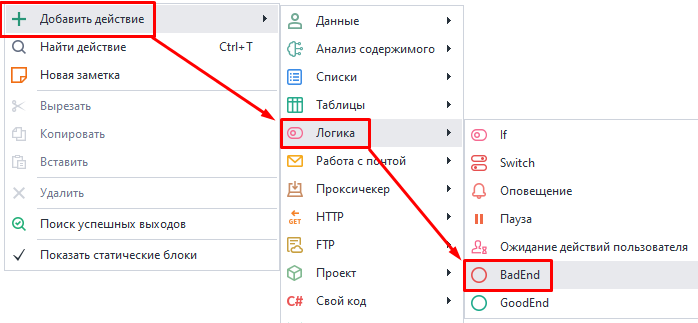 Добавить действие
Найти действие Ctrl+T
Новая заметка
Вырезать
Копировать
Вставить
Удалить
Поиск успешных выходов
Показать статические блоки
Данные
Анализ содержимого
Списки
Таблицы
Логика
Работа с почтой
Проксичекер
GET HTTP
FTP
Проект
C# Свой код
If
Switch
Оповещение
Пауза
Ожидание действий пользователя
BadEnd
GoodEnd